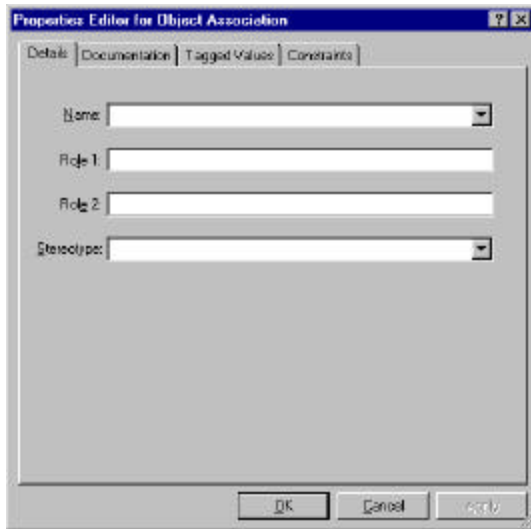 Properties Editor for Object Association
Details Documentation Tagged Values Constraints
Name:
Role 1:
Role 2:
Stereotype:
OK Cancel Apply